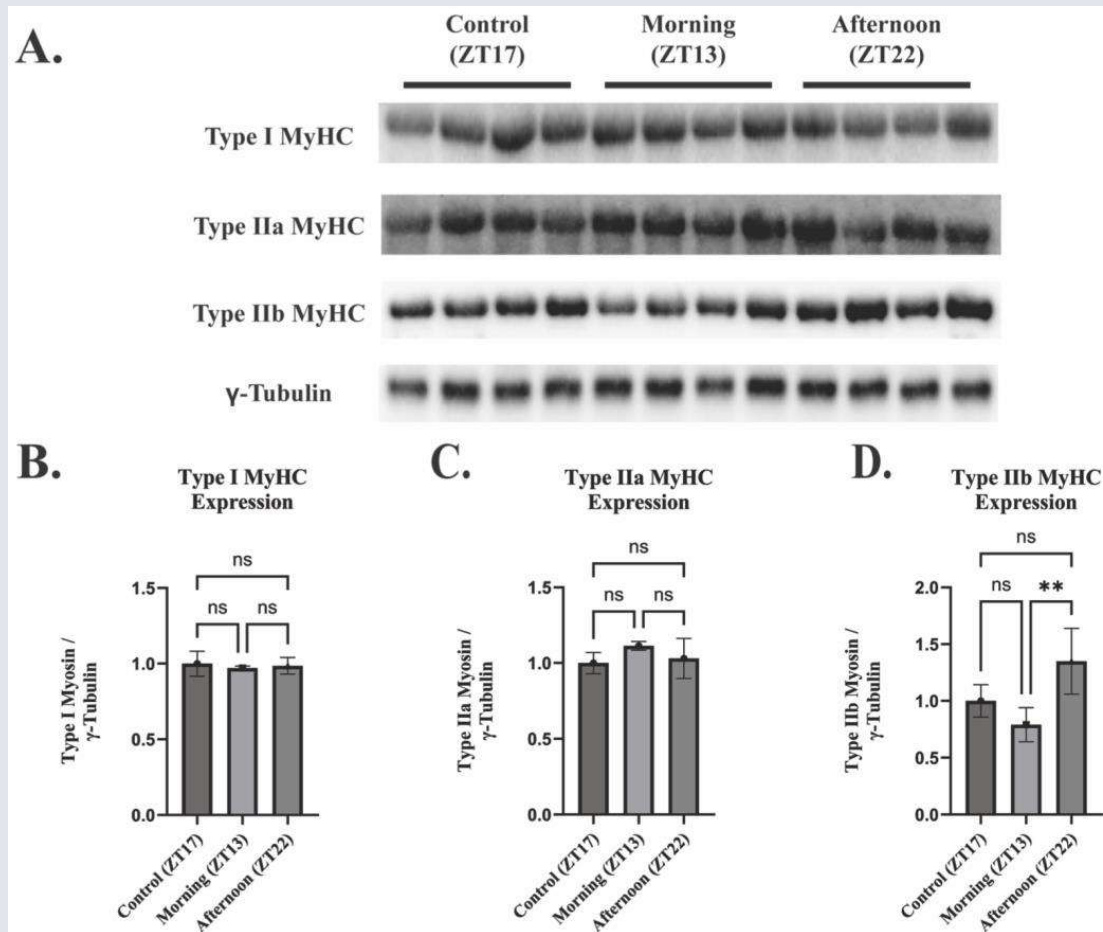 A.
Control
(ZT17)
Morning
(ZT13)
Afternoon
(ZT22)
Type I MyHC
Type IIa MyHC
Type IIb MyHC
γ-Tubulin
B.
Type I MyHC
Expression
ns
ns
ns
1.5
1.0
0.5
0.0
Type I Myosin /
γ-Tubulin
Control (ZT17)
Morning (ZT13)
Afternoon (ZT22)
C.
Type IIa MyHC
Expression
ns
ns
ns
1.5
1.0
0.5
0.0
Type IIa Myosin /
γ-Tubulin
Control (ZT17)
Morning (ZT13)
Afternoon (ZT22)
D.
Type IIb MyHC
Expression
ns
ns
**
2.0
1.5
1.0
0.5
0.0
Type IIb Myosin /
γ-Tubulin
Control (ZT17)
Morning (ZT13)
Afternoon (ZT22)